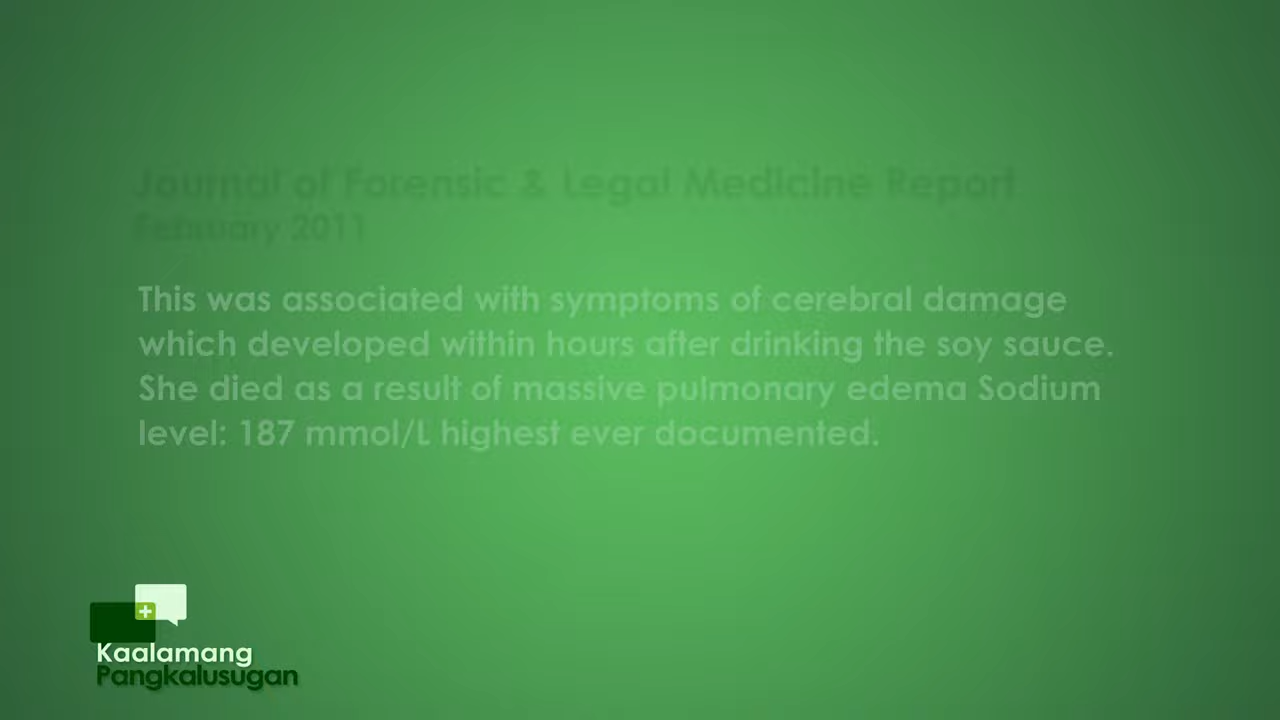 Journal of Forensic & Legal Medicine Report
February 2011
This was associated with symptoms of cerebral damage
which developed within hours after drinking the soy sauce.
She died as a result of massive pulmonary edema Sodium
level: 187 mmol/L highest ever documented.
Kaalamang
Pangkalusugan